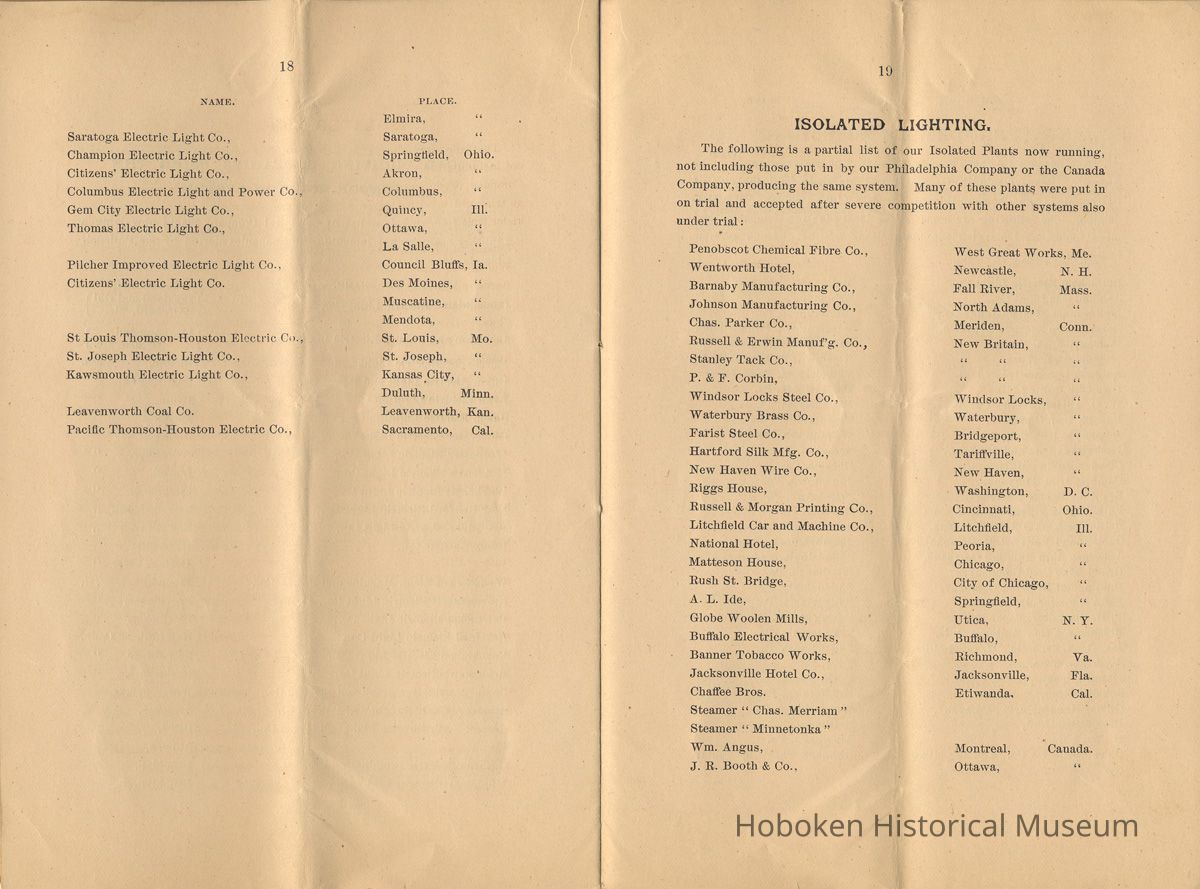 18
NAME. PLACE.
Elmira, “
Saratoga Electric Light Co., Saratoga, “
Champion Electric Light Co., Springfield, Ohio.
Citizens' Electric Light Co., Akron, “
Columbus Electric Light and Power Co., Columbus, “
Gem City Electric Light Co., Quincy, Ill.
Thomas Electric Light Co., Ottawa, “
La Salle, “
Pilcher Improved Electric Light Co., Council Bluffs, Ia.
Citizens' Electric Light Co. Des Moines, “
Muscatine, “
Mendota, “
St Louis Thomson-Houston Electric Co., St. Louis, Mo.
St. Joseph Electric Light Co., St. Joseph, “
Kawsmouth Electric Light Co., Kansas City, “
Duluth, Minn.
Leavenworth Coal Co. Leavenworth, Kan.
Pacific Thomson-Houston Electric Co., Sacramento, Cal.
19
ISOLATED LIGHTING.
The following is a partial list of our Isolated Plants now running,
not including those put in by our Philadelphia Company or the Canada
Company, producing the same system. Many of these plants were put in
on trial and accepted after severe competition with other systems also
under trial:
Penobscot Chemical Fibre Co., West Great Works, Me.
Wentworth Hotel, Newcastle, N. H.
Barnaby Manufacturing Co., Fall River, Mass.
Johnson Manufacturing Co., North Adams, “
Chas. Parker Co., Meriden, Conn.
Russell & Erwin Manuf'g. Co., New Britain, “
Stanley Tack Co., “ “ “
P. & F. Corbin, “ “ “
Windsor Locks Steel Co., Windsor Locks, “
Waterbury Brass Co., Waterbury, “
Farist Steel Co., Bridgeport, “
Hartford Silk Mfg. Co., Tariffville, “
New Haven Wire Co., New Haven, “
Riggs House, Washington, D. C.
Russell & Morgan Printing Co., Cincinnati, Ohio.
Litchfield Car and Machine Co., Litchfield, Ill.
National Hotel, Peoria, “
Matteson House, Chicago, “
Rush St. Bridge, City of Chicago, “
A. L. Ide, Springfield, “
Globe Woolen Mills, Utica, N. Y.
Buffalo Electrical Works, Buffalo, “
Banner Tobacco Works, Richmond, Va.
Jacksonville Hotel Co., Jacksonville, Fla.
Chaffee Bros. Etiwanda. Cal.
Steamer “Chas. Merriam”
Steamer “Minnetonka”
Wm. Angus, Montreal, Canada.
J. R. Booth & Co., Ottawa, “
Hoboken Historical Museum